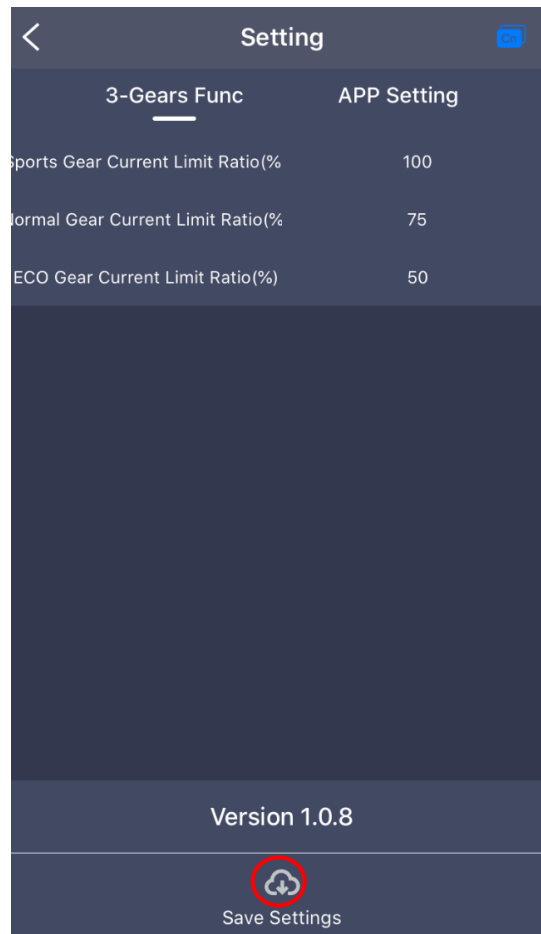 Setting
Cn
3-Gears Func APP Setting
Sports Gear Current Limit Ratio(% 100
Normal Gear Current Limit Ratio(% 75
ECO Gear Current Limit Ratio(%) 50
Version 1.0.8
Save Settings